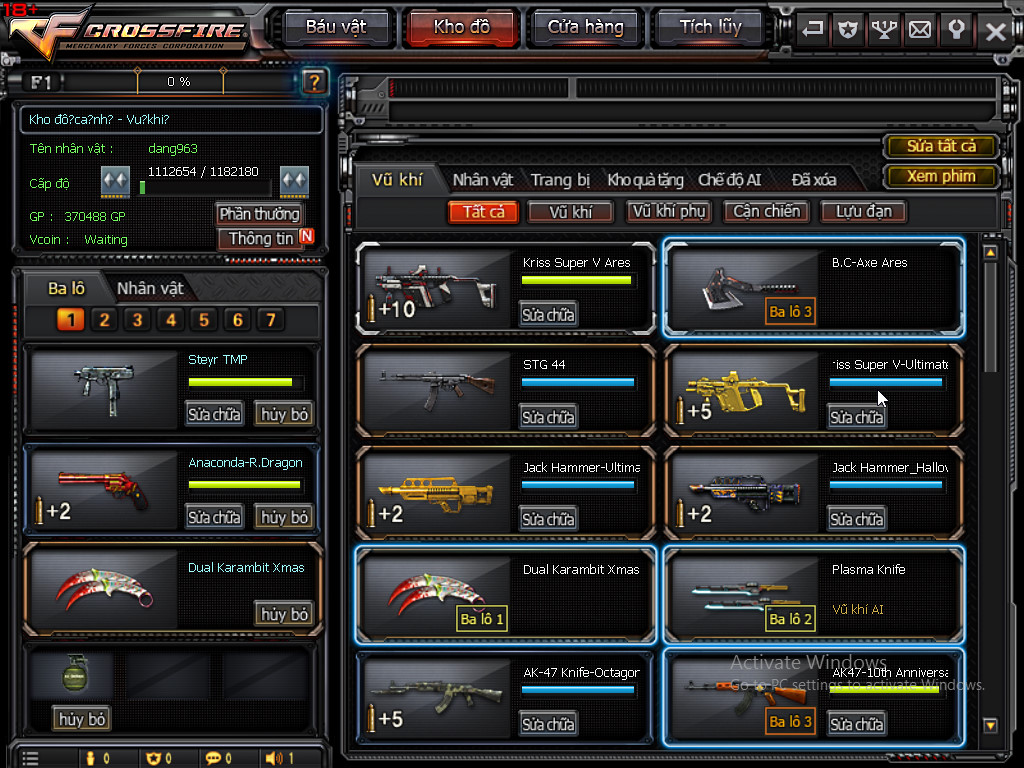 18+
CROSSFIRE
MERCENARY FORCES CORPORATION
Báu vật
Kho đồ
Cửa hàng
Tích lũy
F1
0 %
?
Kho đô?ca?nh? - Vu?khi?
Tên nhân vật : dang963
Cấp độ
1112654 / 1182180
GP : 370488 GP
Phần thưởng
Vcoin : Waiting
Thông tin N
Sửa tất cả
Xem phim
Vũ khí
Nhân vật
Trang bị
Kho quà tặng
Chế độ AI
Đã xóa
Tất cả
Vũ khí
Vũ khí phụ
Cận chiến
Lựu đạn
Ba lô
Nhân vật
1 2 3 4 5 6 7
Steyr TMP
Sửa chữa
hủy bỏ
Anaconda-R.Dragon
+2
Sửa chữa
hủy bỏ
Dual Karambit Xmas
hủy bỏ
hủy bỏ
0
0
0
1
Kriss Super V Ares
+10
Sửa chữa
B.C-Axe Ares
Ba lô 3
STG 44
Sửa chữa
riss Super V-Ultimate
+5
Sửa chữa
Jack Hammer-Ultima
+2
Sửa chữa
Jack Hammer_Hallov
+2
Sửa chữa
Dual Karambit Xmas
Ba lô 1
Plasma Knife
Ba lô 2
Vũ khí AI
AK-47 Knife-Octagor
+5
Sửa chữa
AK47-10th Anniversa
Ba lô 3
Sửa chữa
Activate Windows
Go to PC settings to activate Windows.